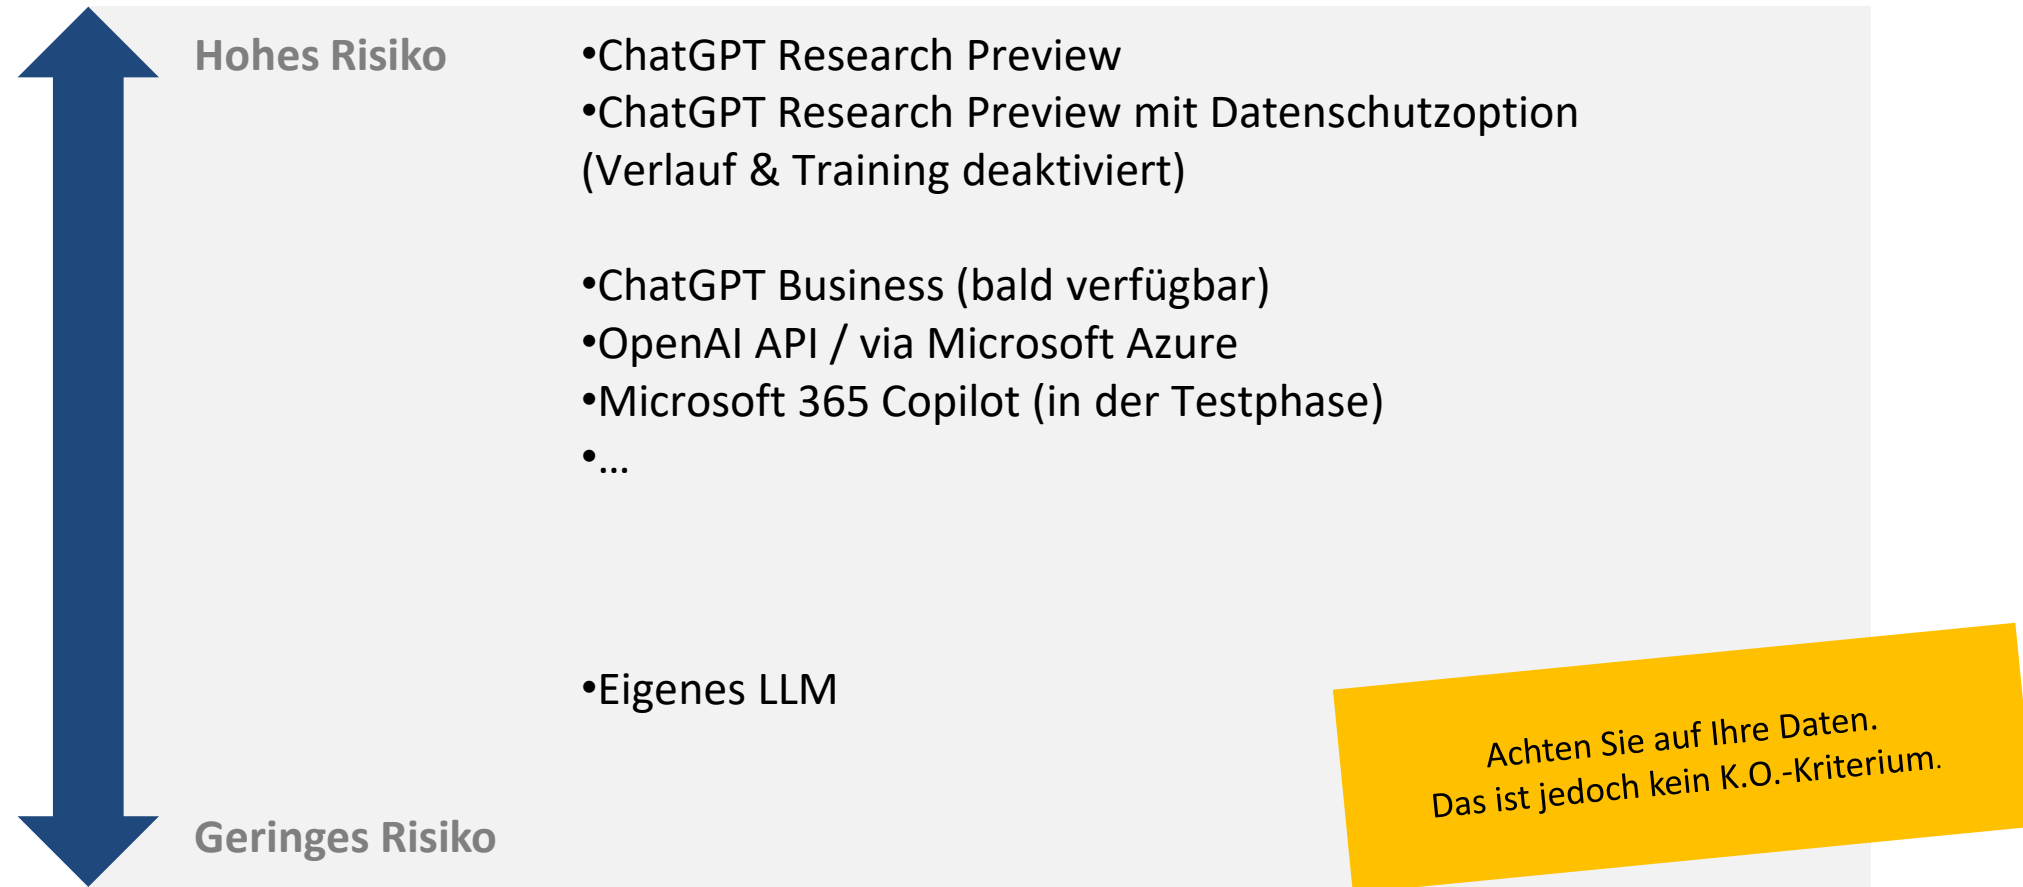 Hohes Risiko
•ChatGPT Research Preview
•ChatGPT Research Preview mit Datenschutzoption
(Verlauf & Training deaktiviert)
•ChatGPT Business (bald verfügbar)
•OpenAI API / via Microsoft Azure
•Microsoft 365 Copilot (in der Testphase)
•…
•Eigenes LLM
Achten Sie auf Ihre Daten.
Das ist jedoch kein K.O.-Kriterium.
Geringes Risiko